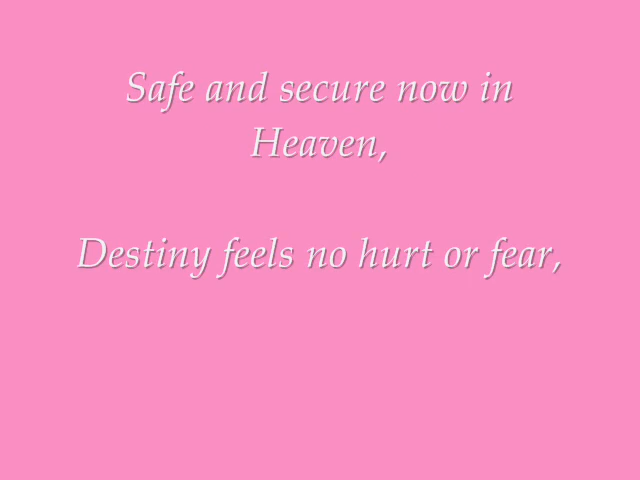 Safe and secure now in
Heaven,
Destiny feels no hurt or fear,